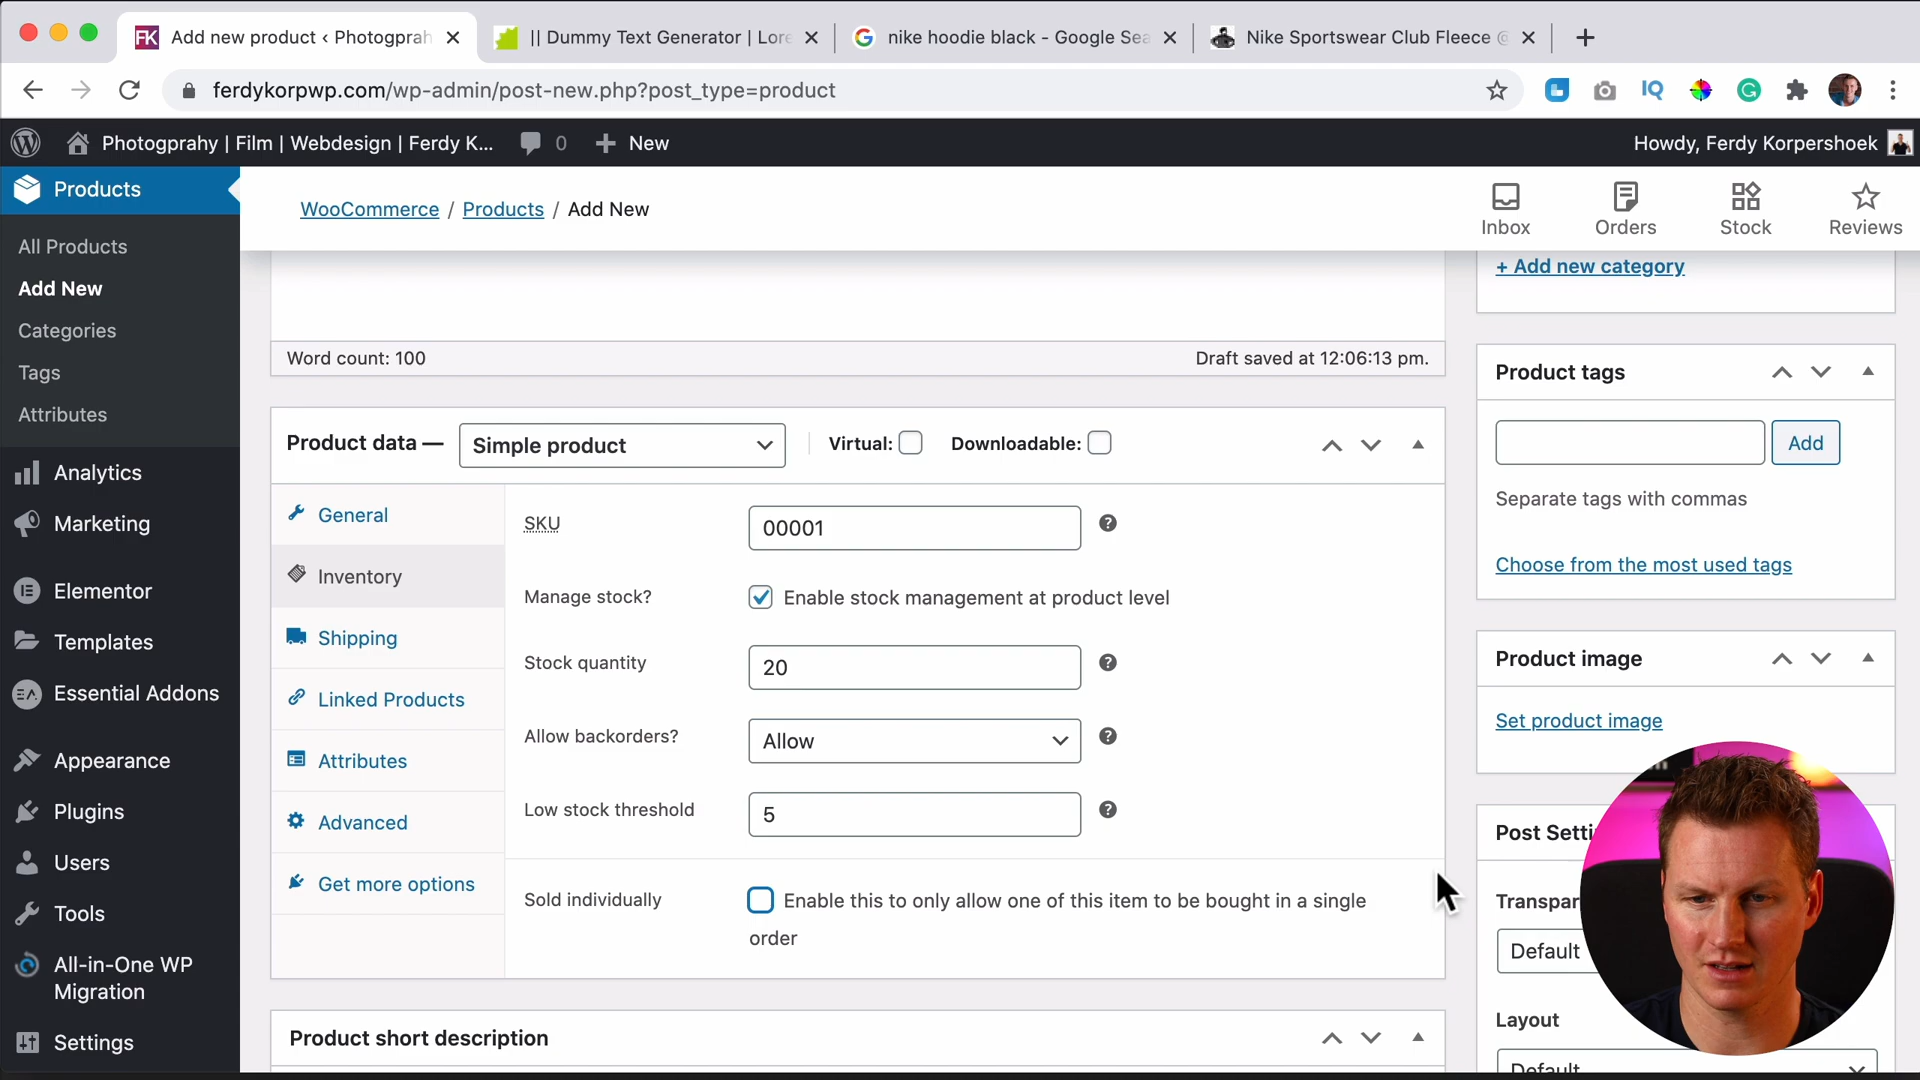 FK Add new product ‹ Photogprah
|| Dummy Text Generator | Lore
nike hoodie black - Google Sea
Nike Sportswear Club Fleece @
ferdykorpwp.com/wp-admin/post-new.php?post_type=product
IQ
Photogprahy | Film | Webdesign | Ferdy K...
0
New
Howdy, Ferdy Korpershoek
Products
All Products
Add New
Categories
Tags
Attributes
Analytics
Marketing
Elementor
Templates
Essential Addons
Appearance
Plugins
Users
Tools
All-in-One WP
Migration
Settings
WooCommerce / Products / Add New
Inbox
Orders
Stock
Reviews
Word count: 100
Draft saved at 12:06:13 pm.
Product data —
Simple product
Virtual:
Downloadable:
General
Inventory
Shipping
Linked Products
Attributes
Advanced
Get more options
SKU
00001
Manage stock?
Enable stock management at product level
Stock quantity
20
Allow backorders?
Allow
Low stock threshold
5
Sold individually
Enable this to only allow one of this item to be bought in a single
order
Product short description
+ Add new category
Product tags
Add
Separate tags with commas
Choose from the most used tags
Product image
Set product image
Post Setti
Transpar
Default
Layout
Default